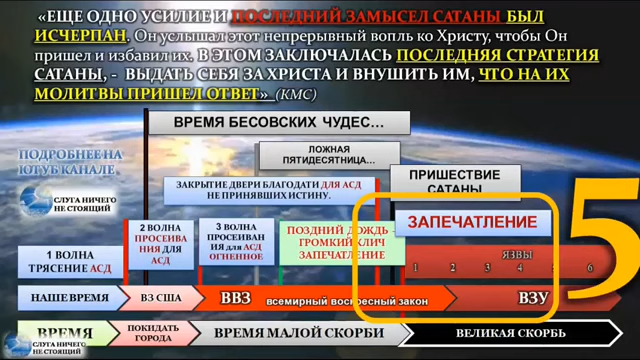 «ЕЩЕ ОДНО УСИЛИЕ И ПОСЛЕДНИЙ ЗАМЫСЕЛ САТАНЫ БЫЛ
ИСЧЕРПАН. Он услышал этот непрерывный вопль ко Христу, чтобы Он
пришел и избавил их. В ЭТОМ ЗАКЛЮЧАЛАСЬ ПОСЛЕДНЯЯ СТРАТЕГИЯ
САТАНЫ, - ВЫДАТЬ СЕБЯ ЗА ХРИСТА И ВНУШИТЬ ИМ, ЧТО НА ИХ
МОЛИТВЫ ПРИШЕЛ ОТВЕТ» (КМС)
ВРЕМЯ БЕСОВСКИХ ЧУДЕС...
ПОДРОБНЕЕ НА
ЮТУБ КАНАЛЕ
ЛОЖНАЯ
ПЯТИДЕСЯТНИЦА...
ПРИШЕСТВИЕ
САТАНЫ
ЗАКРЫТИЕ ДВЕРИ БЛАГОДАТИ ДЛЯ АСД
НЕ ПРИНЯВШИХ ИСТИНУ.
СЛУГА НИЧЕГО
НЕ СТОЯЩИЙ
ЗАПЕЧАТЛЕНИЕ
5
1 ВОЛНА
ТРЯСЕНИЕ АСД
2 ВОЛНА
ПРОСЕИВА
НИЯ ДЛЯ
АСД
3 ВОЛНА
ПРОСЕИВАН
ИЯ для АСД
ОГНЕННОЕ
ПОЗДНИЙ ДОЖДЬ -
ГРОМКИЙ КЛИЧ
ЗАПЕЧАТЛЕНИЕ
ЯЗВЫ
1 2 3 4 5 6
НАШЕ ВРЕМЯ
ВЗ США
ВВЗ всемирный воскресный закон
ВЗУ
ВРЕМЯ
ПОКИДАТЬ
ГОРОДА
ВРЕМЯ МАЛОЙ СКОРБИ
ВЕЛИКАЯ СКОРБЬ
СЛУГА НИЧЕГО
НЕ СТОЯЩИЙ